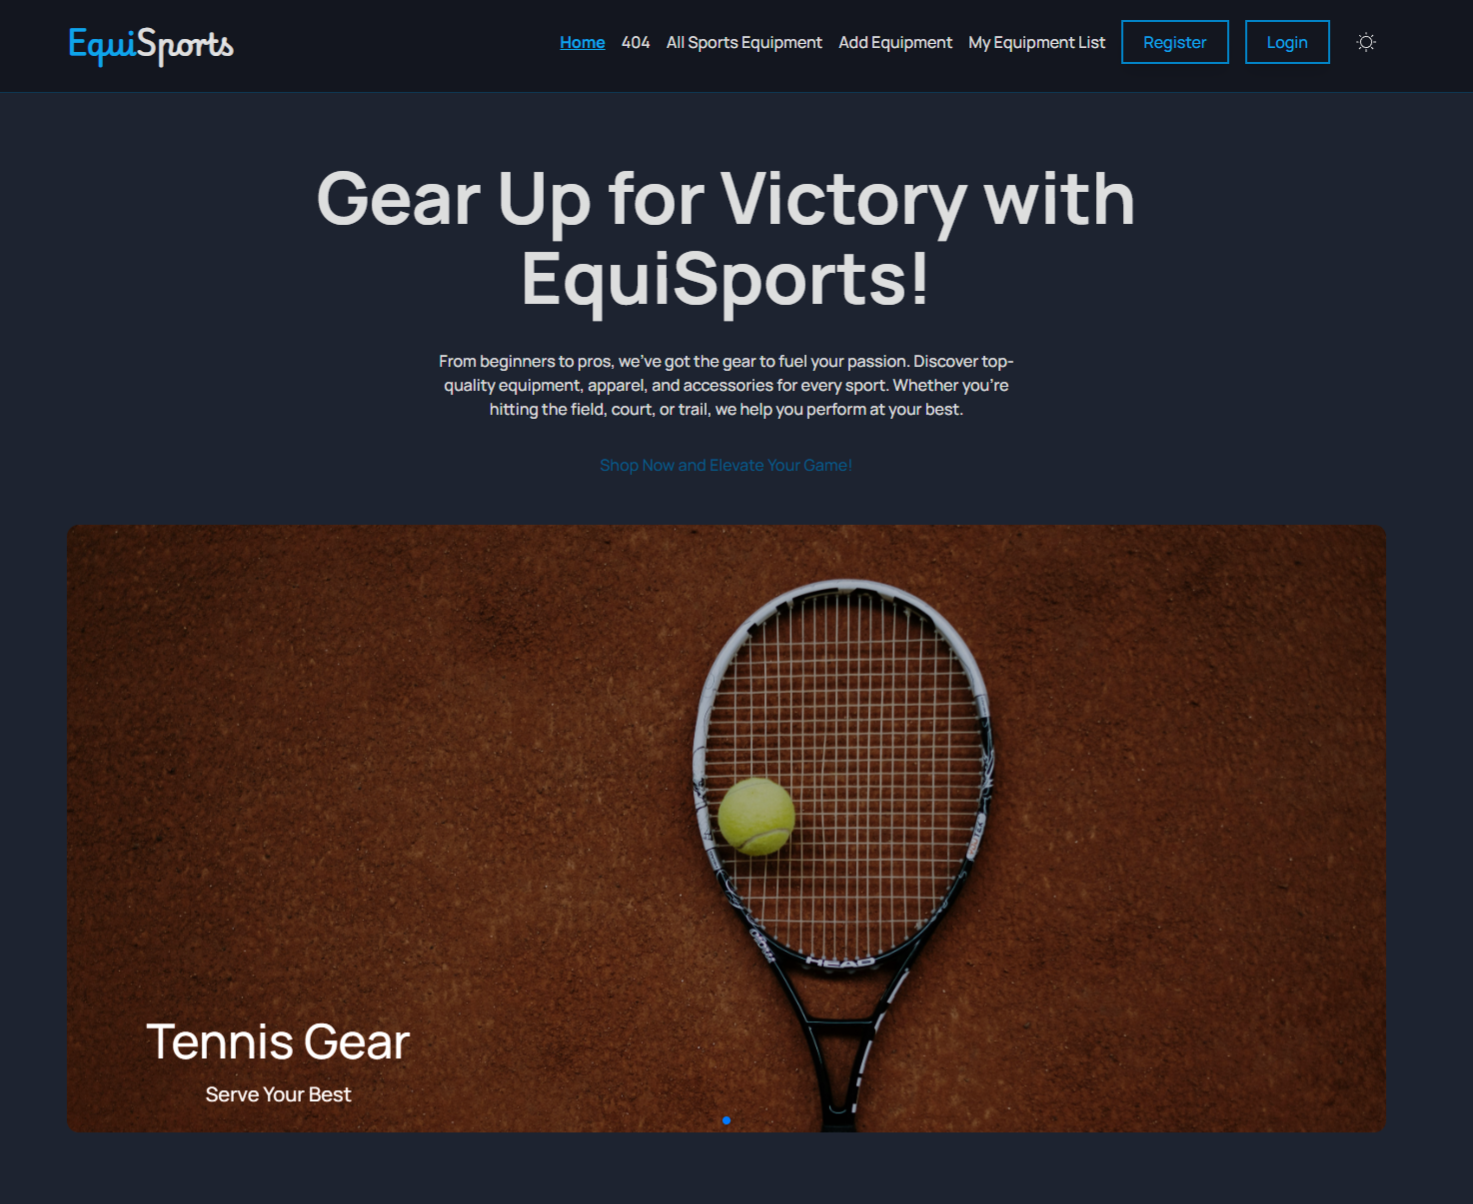 EquiSports
Home 404 All Sports Equipment Add Equipment My Equipment List Register Login
Gear Up for Victory with
EquiSports!
From beginners to pros, we've got the gear to fuel your passion. Discover top-
quality equipment, apparel, and accessories for every sport. Whether you're
hitting the field, court, or trail, we help you perform at your best.
Shop Now and Elevate Your Game!
HEAD
Tennis Gear
Serve Your Best